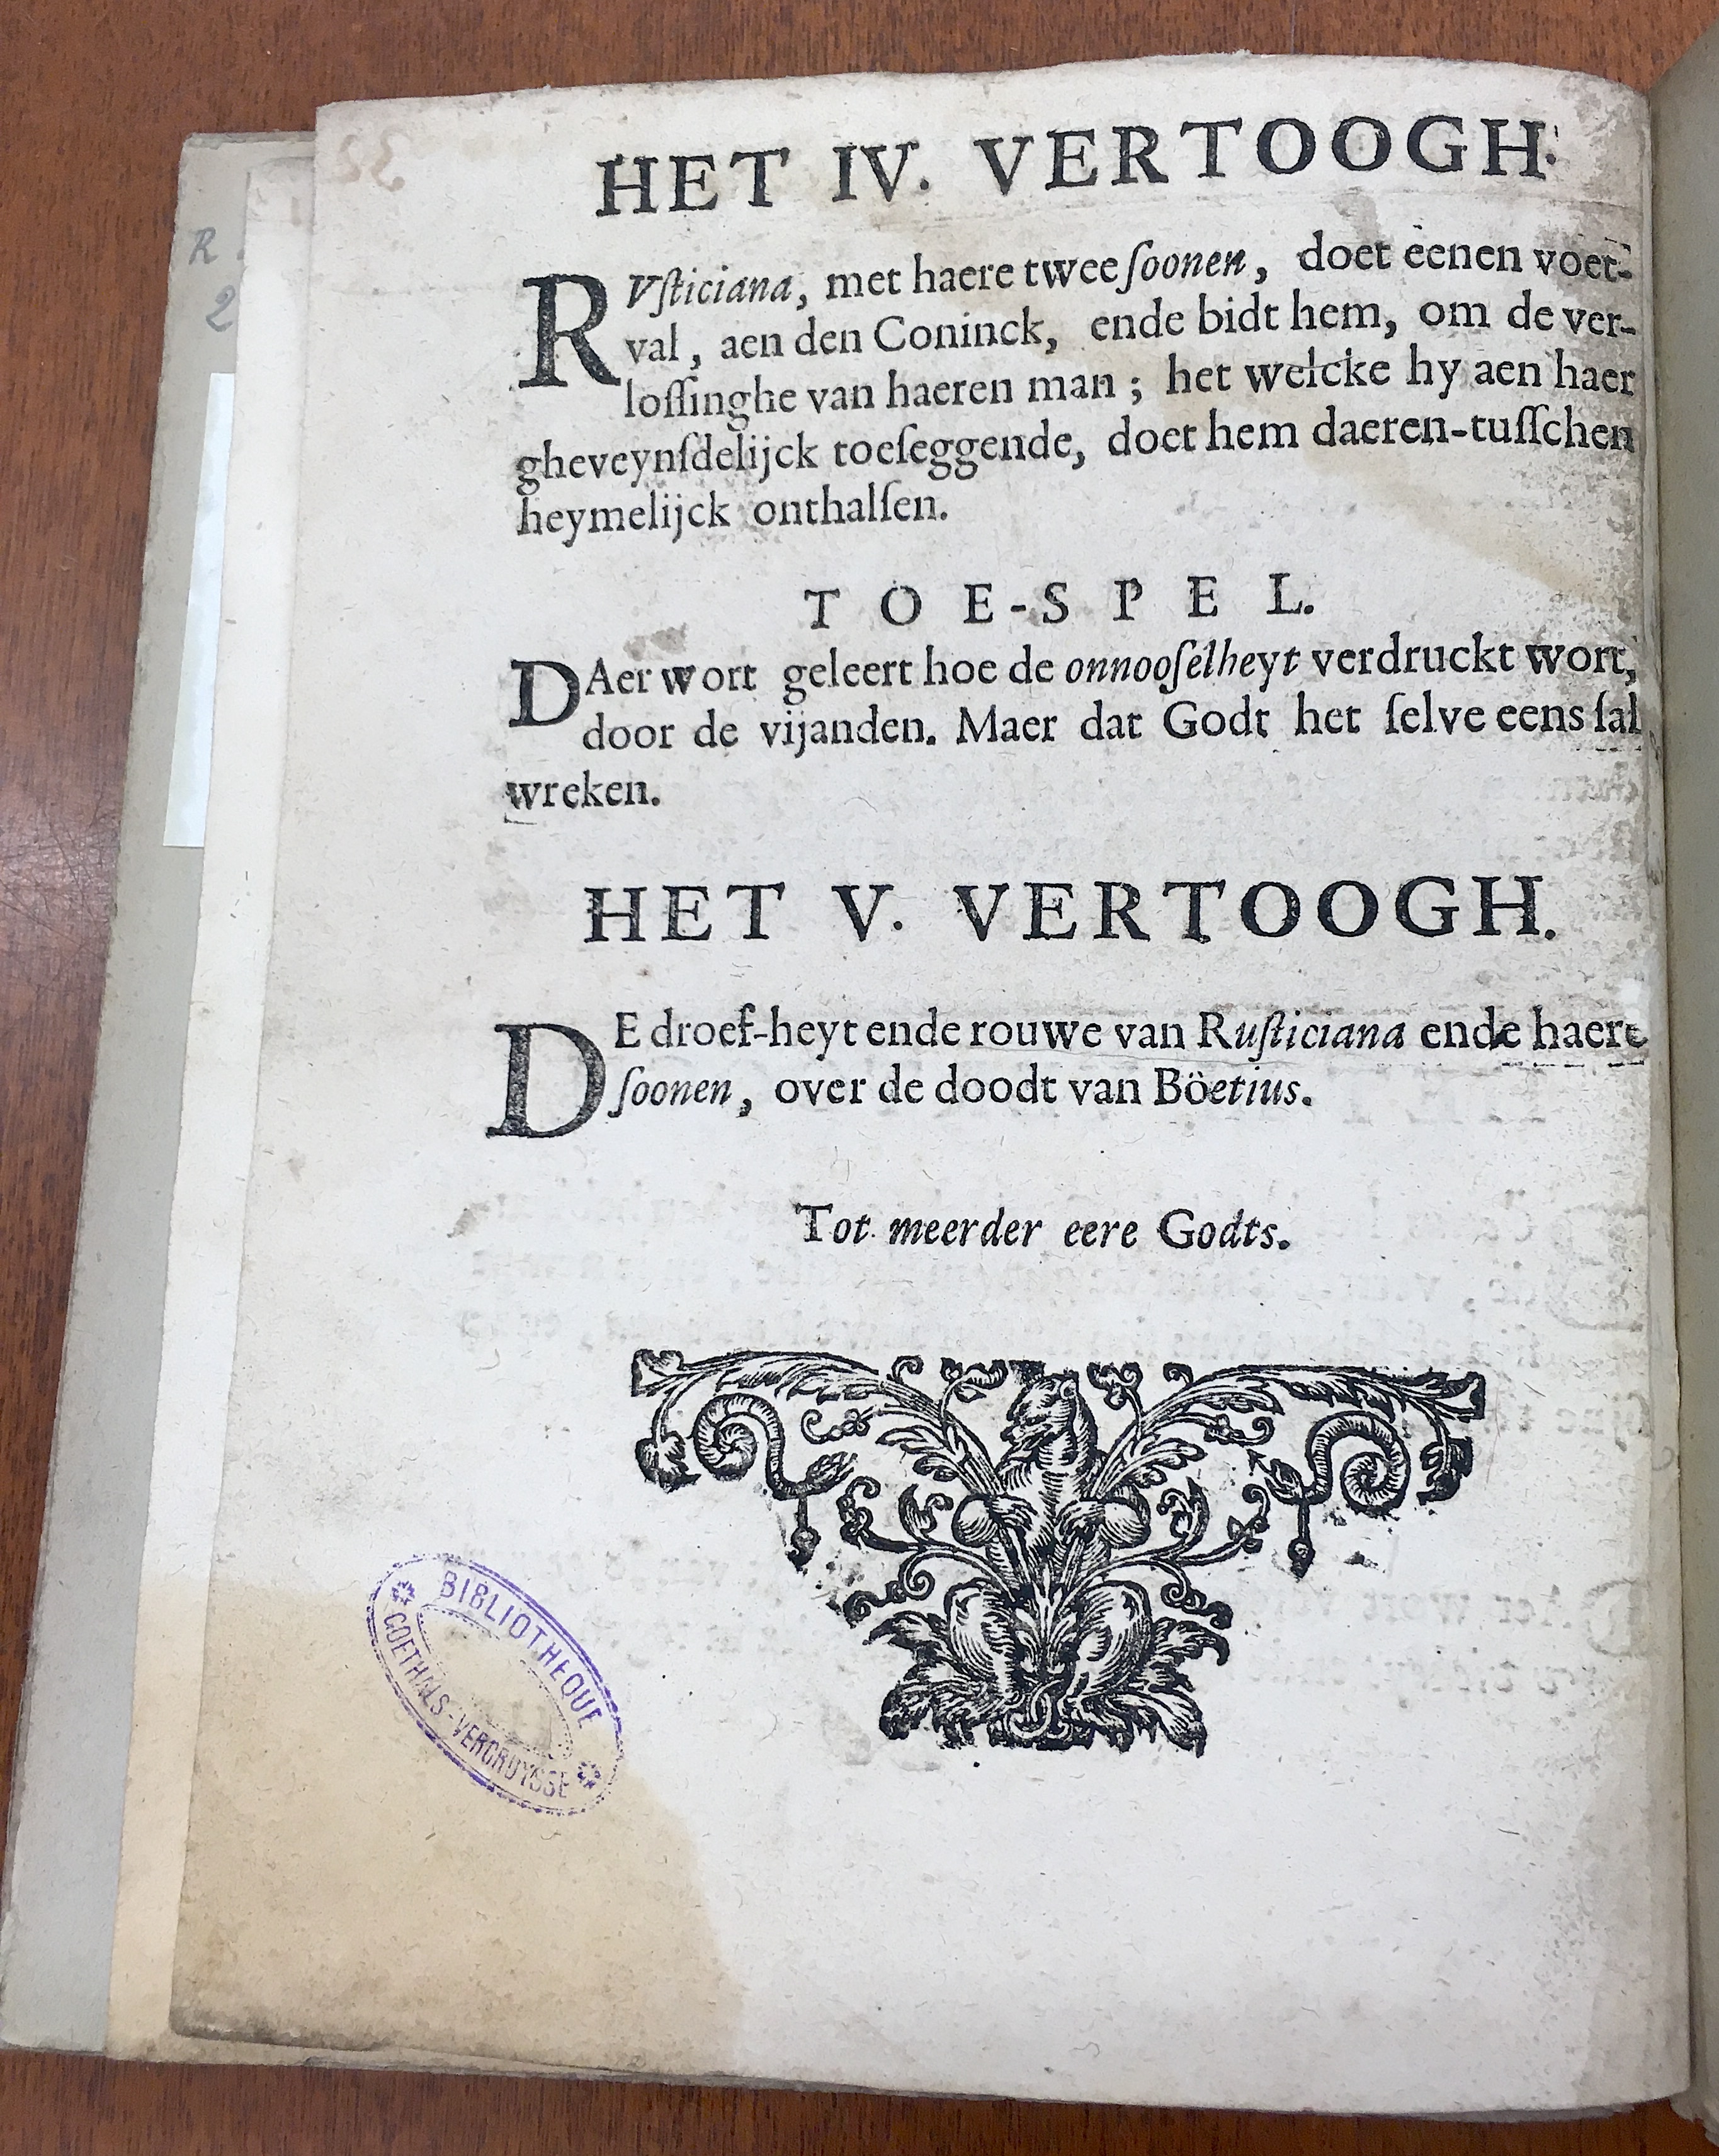 HET IV. VERTOOGH.
RVſticiana, met haere twee ſoonen, doet eenen voet-
val, aen den Coninck, ende bidt hem, om de ver-
loſſinghe van haeren man; het welcke hy aen haer
gheveynſdelijck toeſeggende, doet hem daeren-tuſſchen
heymelijck onthalſen.
TOE-SPEL.
DAer wort geleert hoe de onnooſelheyt verdruckt wort,
door de vijanden. Maer dat Godt het ſelve eens ſal
wreken.
HET V. VERTOOGH.
DE droef-heyt ende rouwe van Ruſticiana ende haere
ſoonen, over de doodt van Böetius.
Tot meerder eere Godts.
BIBLIOTHEQUE
GOETHALS-VERCRUYSSE
R.
2